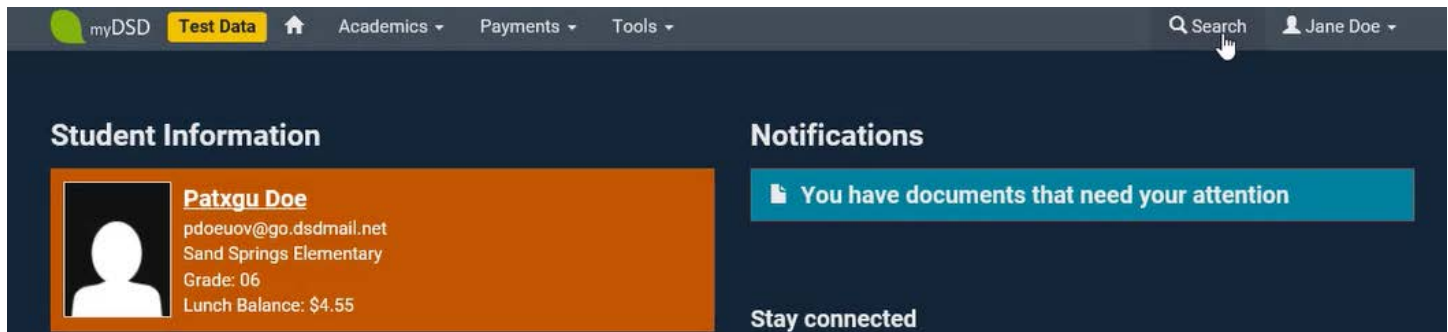 myDSD Test Data Academics Payments Tools Search Jane Doe
Student Information
Patxgu Doe
pdoeuov@go.dsdmail.net
Sand Springs Elementary
Grade: 06
Lunch Balance: $4.55
Notifications
You have documents that need your attention
Stay connected